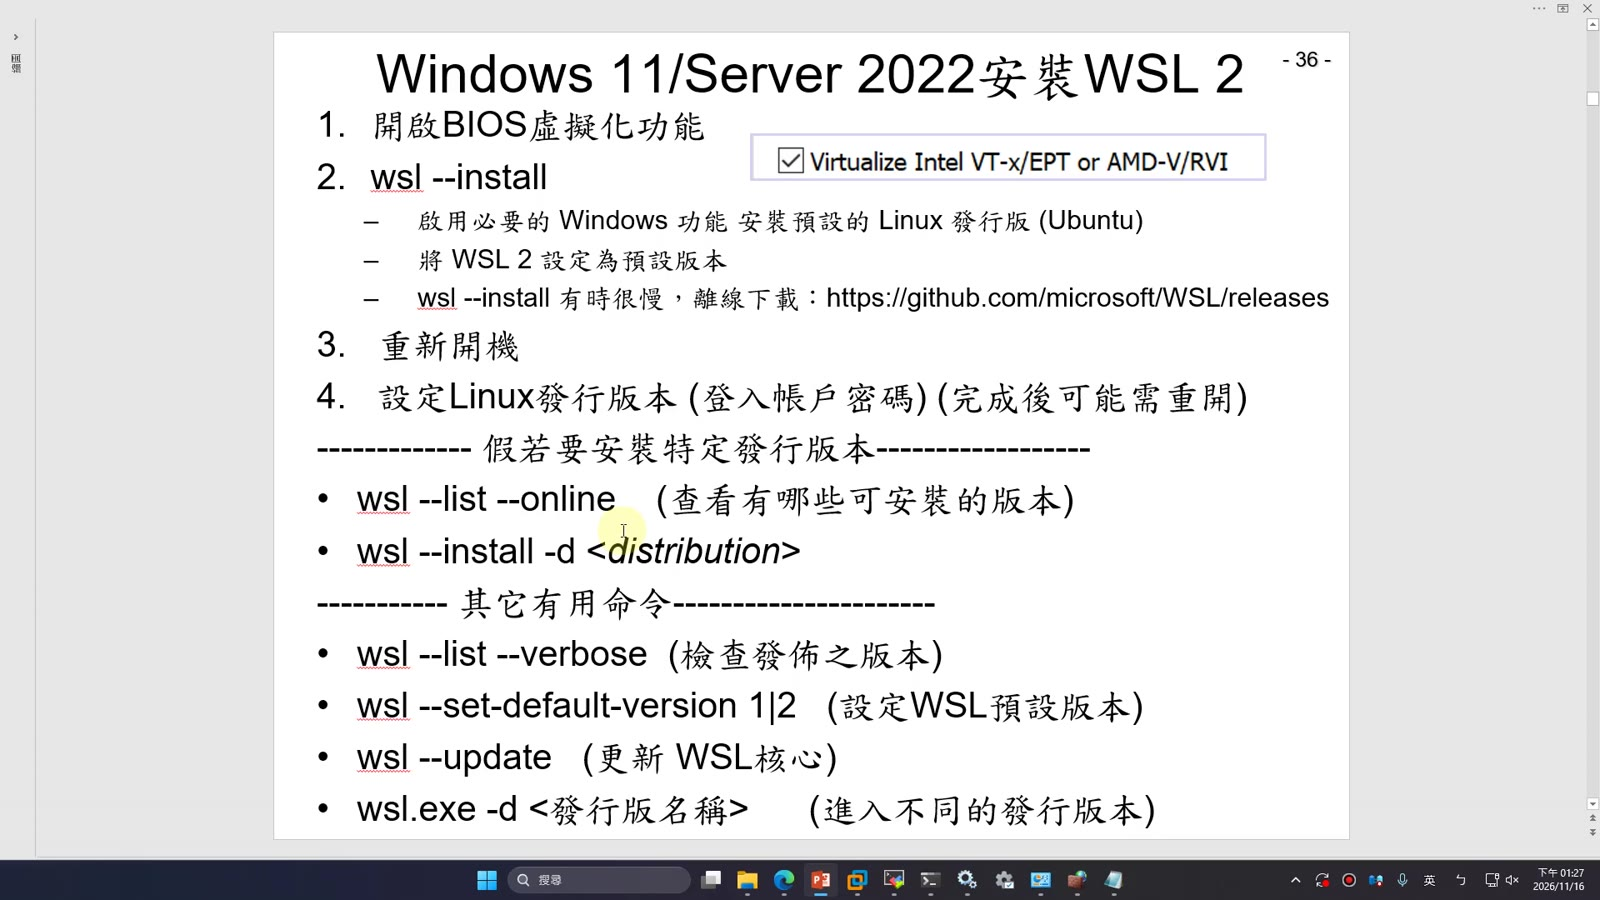 圖
縮
Windows 11/Server 2022安裝WSL 2
- 36 -
1. 開啟BIOS虛擬化功能
Virtualize Intel VT-x/EPT or AMD-V/RVI
2. wsl --install
– 啟用必要的 Windows 功能 安裝預設的 Linux 發行版 (Ubuntu)
– 將 WSL 2 設定為預設版本
– wsl --install 有時很慢，離線下載：https://github.com/microsoft/WSL/releases
3. 重新開機
4. 設定Linux發行版本 (登入帳戶密碼) (完成後可能需重開)
------------- 假若要安裝特定發行版本------------------
• wsl --list --online (查看有哪些可安裝的版本)
• wsl --install -d <distribution>
----------- 其它有用命令----------------------
• wsl --list --verbose (檢查發佈之版本)
• wsl --set-default-version 1|2 (設定WSL預設版本)
• wsl --update (更新 WSL核心)
• wsl.exe -d <發行版名稱> (進入不同的發行版本)
搜尋
英
ㄅ
下午 01:27
2026/11/16